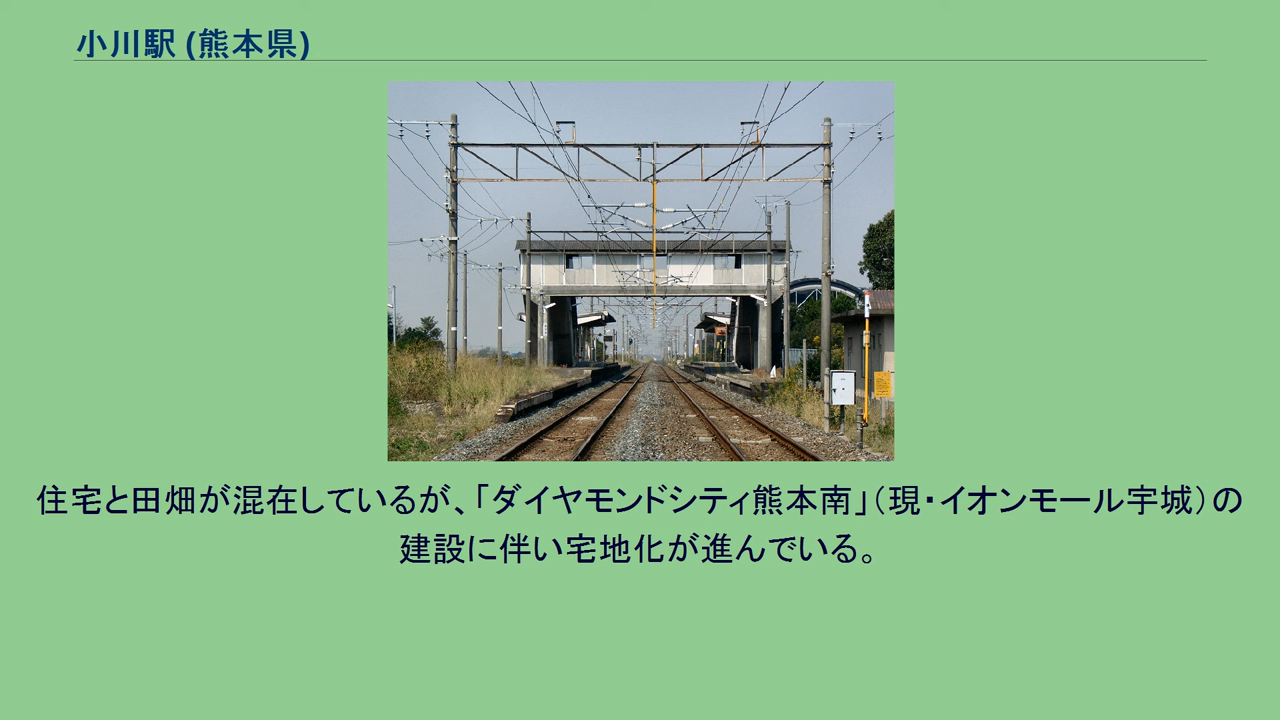 小川駅 (熊本県)
住宅と田畑が混在しているが、「ダイヤモンドシティ熊本南」（現・イオンモール宇城）の
建設に伴い宅地化が進んでいる。